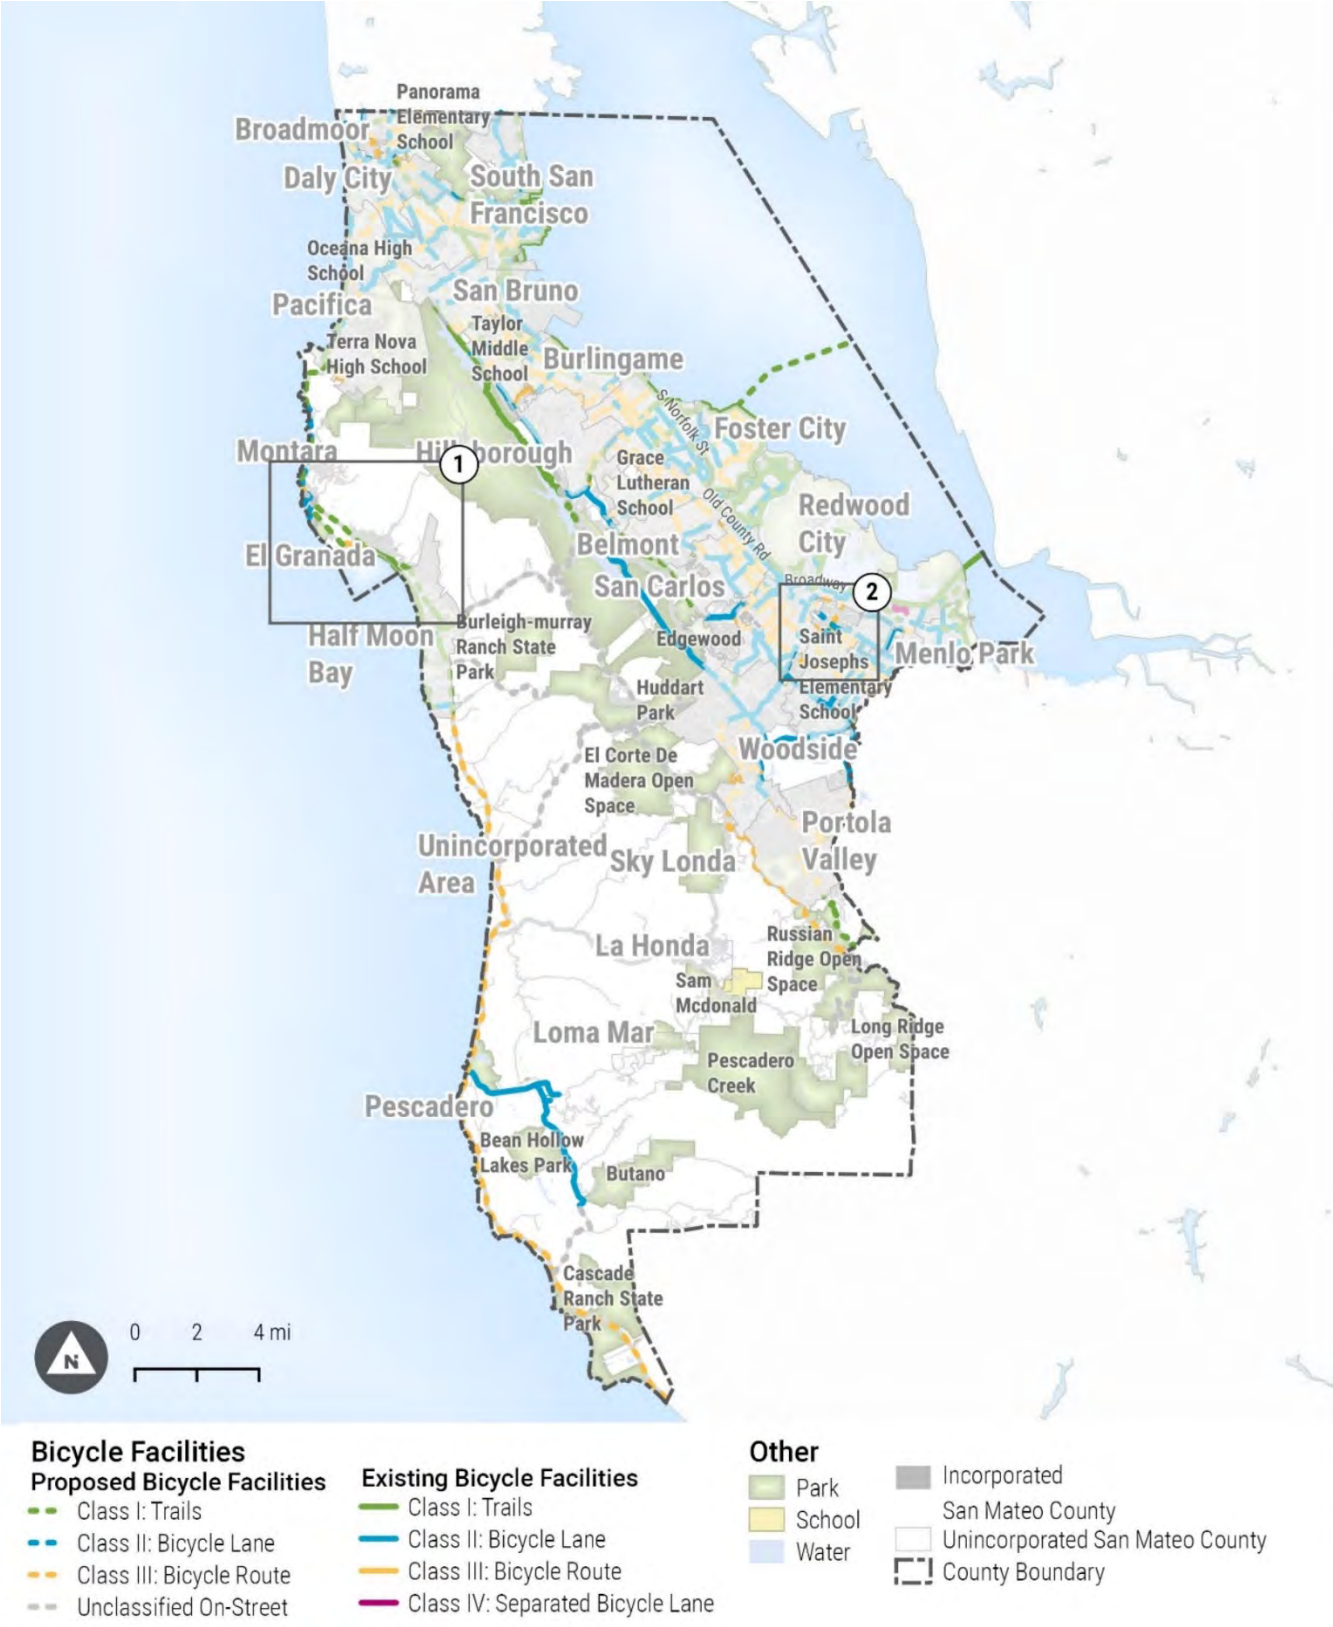 Panorama
Elementary
School
Broadmoor
Daly City
South San
Francisco
Oceana High
School
Pacifica
San Bruno
Taylor
Middle
School
Terra Nova
High School
Burlingame
S Norfolk St
Foster City
Montara
Hillsborough
1
Grace
Lutheran
School
Old County Rd
Redwood
City
El Granada
Belmont
San Carlos
Broadway
2
Half Moon
Bay
Burleigh-murray
Ranch State
Park
Edgewood
Saint
Josephs
Elementary
School
Menlo Park
Huddart
Park
El Corte De
Madera Open
Space
Woodside
Portola
Valley
Unincorporated
Area
Sky Londa
La Honda
Russian
Ridge Open
Space
Sam
Mcdonald
Loma Mar
Long Ridge
Open Space
Pescadero
Creek
Pescadero
Bean Hollow
Lakes Park
Butano
Cascade
Ranch State
Park
N
0 2 4 mi
Bicycle Facilities
Proposed Bicycle Facilities
Class I: Trails
Class II: Bicycle Lane
Class III: Bicycle Route
Unclassified On-Street
Existing Bicycle Facilities
Class I: Trails
Class II: Bicycle Lane
Class III: Bicycle Route
Class IV: Separated Bicycle Lane
Other
Park
School
Water
Incorporated
San Mateo County
Unincorporated San Mateo County
County Boundary